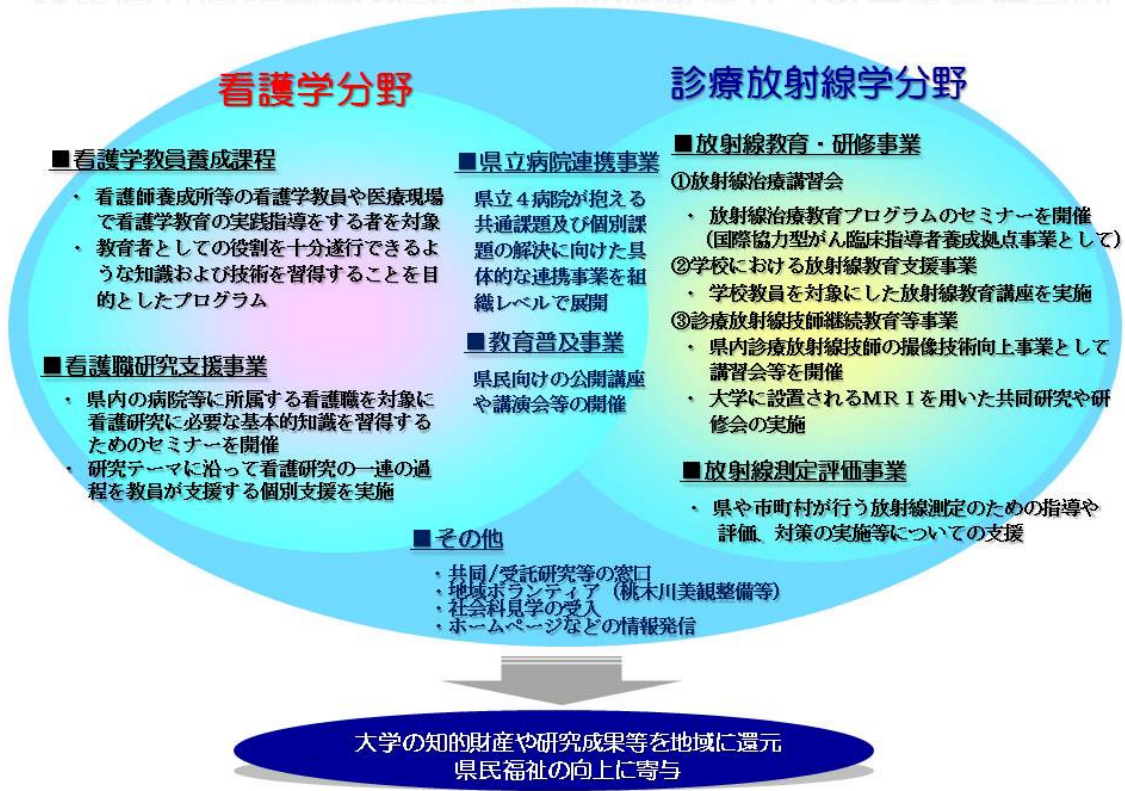 看護学分野
■看護学教員養成課程
・ 看護師養成所等の看護学教員や医療現場
で看護学教育の実践指導をする者を対象
・ 教育者としての役割を十分遂行できるよ
うな知識および技術を習得することを目
的としたプログラム
■看護職研究支援事業
・ 県内の病院等に所属する看護職を対象に
看護研究に必要な基本的知識を習得する
ためのセミナーを開催
・ 研究テーマに沿って看護研究の一連の過
程を教員が支援する個別支援を実施
■県立病院連携事業
県立４病院が抱える
共通課題及び個別課
題の解決に向けた具
体的な連携事業を組
織レベルで展開
■教育普及事業
県民向けの公開講座
や講演会等の開催
診療放射線学分野
■放射線教育・研修事業
①放射線治療講習会
・ 放射線治療教育プログラムのセミナーを開催
（国際協力型がん臨床指導者養成拠点事業として）
②学校における放射線教育支援事業
・ 学校教員を対象にした放射線教育講座を実施
③診療放射線技師継続教育等事業
・ 県内診療放射線技師の撮像技術向上事業として
講習会等を開催
・ 大学に設置されるＭＲＩを用いた共同研究や研
修会の実施
■放射線測定評価事業
・ 県や市町村が行う放射線測定のための指導や
評価、対策の実施等についての支援
■その他
・共同/受託研究等の窓口
・地域ボランティア（桃木川美観整備等）
・社会科見学の受入
・ホームページなどの情報発信
大学の知的財産や研究成果等を地域に還元
県民福祉の向上に寄与